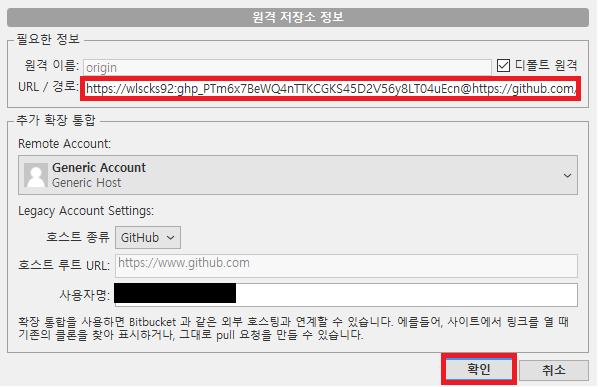 원격 저장소 정보
필요한 정보
원격 이름: origin 디폴트 원격
URL / 경로: https://wlscks92: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@https://github.com/
추가 확장 통합
Remote Account:
Generic Account
Generic Host
Legacy Account Settings:
호스트 종류 GitHub
호스트 루트 URL: https://www.github.com
사용자명:
확장 통합을 사용하면 Bitbucket 과 같은 외부 호스팅과 연계할 수 있습니다. 에를들어, 사이트에서 링크를 열 때
기존의 클론을 찾아 표시하거나, 그대로 pull 요청을 만들 수 있습니다.
확인 취소